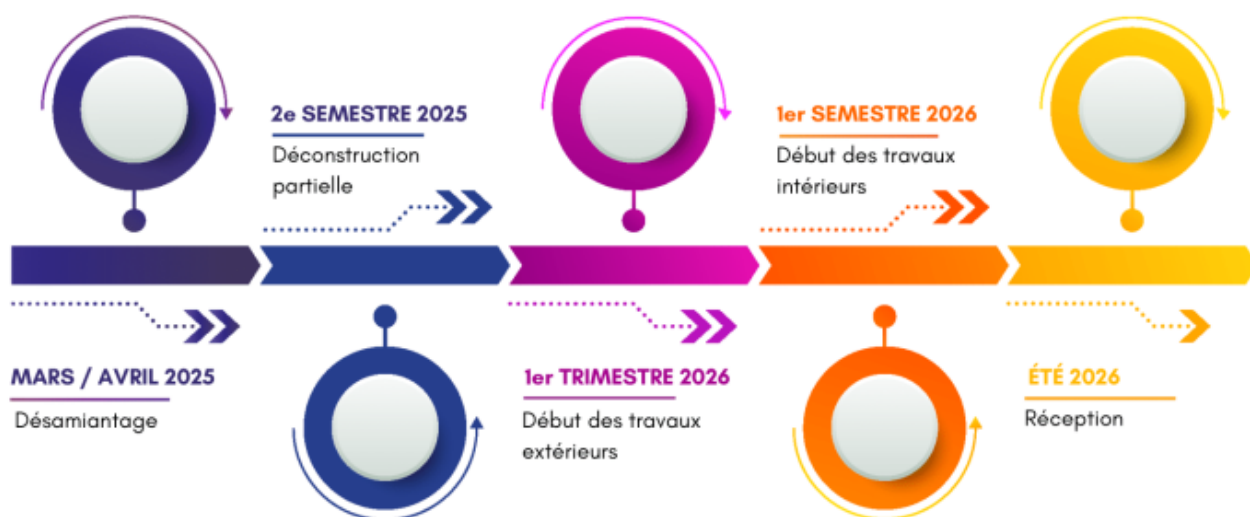 MARS / AVRIL 2025
Désamiantage
2e SEMESTRE 2025
Déconstruction
partielle
1er TRIMESTRE 2026
Début des travaux
extérieurs
1er SEMESTRE 2026
Début des travaux
intérieurs
ÉTÉ 2026
Réception